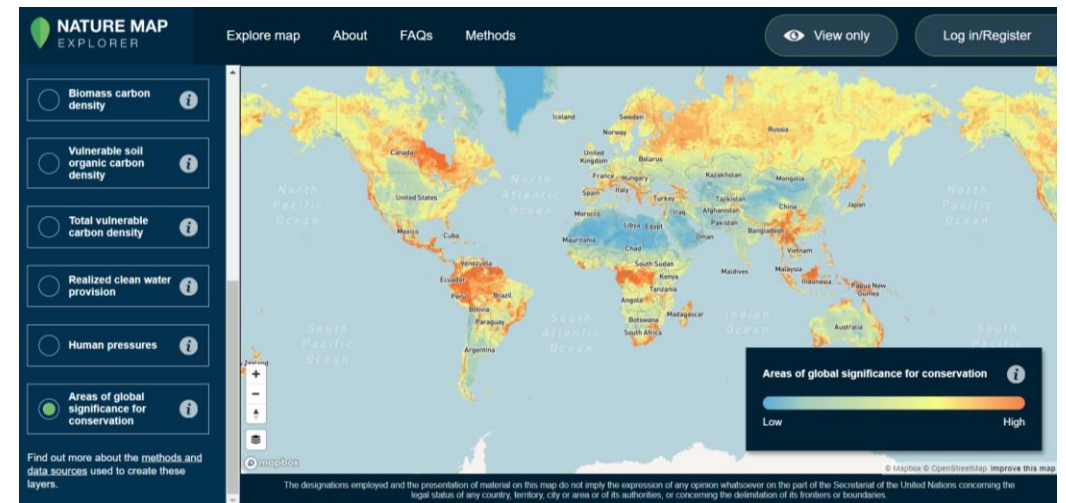 NATURE MAP
EXPLORER
Explore map
About
FAQs
Methods
View only
Log in/Register
Biomass carbon
density
Vulnerable soil
organic carbon
density
Total vulnerable
carbon density
Realized clean water
provision
Human pressures
Areas of global
significance for
conservation
Find out more about the methods and
data sources used to create these
layers.
Iceland
Sweden
Norway
Russia
Canada
United
Kingdom
Belarus
France
Hungary
Kazakhstan
Mongolia
North
Pacific
Ocean
North
Atlantic
Ocean
North
Pacific
Ocean
United States
Spain
Italy
Turkey
Tajikistan
China
Japan
Morocco
Iraq
Afghanistan
Pakistan
Libya
Egypt
Mexico
Cuba
Mauritania
Chad
Oman
Bangladesh
Vietnam
Venezuela
South Sudan
Maldives
Malaysia
Ecuador
Kenya
Indonesia
Papua New
Guinea
Peru
Brazil
Tanzania
Angola
Bolivia
Paraguay
Botswana
Madagascar
South Africa
Indian
Ocean
Australia
South
Pacific
Ocean
South
Atlantic
Ocean
South
Argentina
Zealand
Areas of global significance for conservation
Low
High
mapbox
© Mapbox © OpenStreetMap Improve this map
The designations employed and the presentation of material on this map do not imply the expression of any opinion whatsoever on the part of the Secretariat of the United Nations concerning the
legal status of any country, territory, city or area or of its authorities, or concerning the delimitation of its frontiers or boundaries.